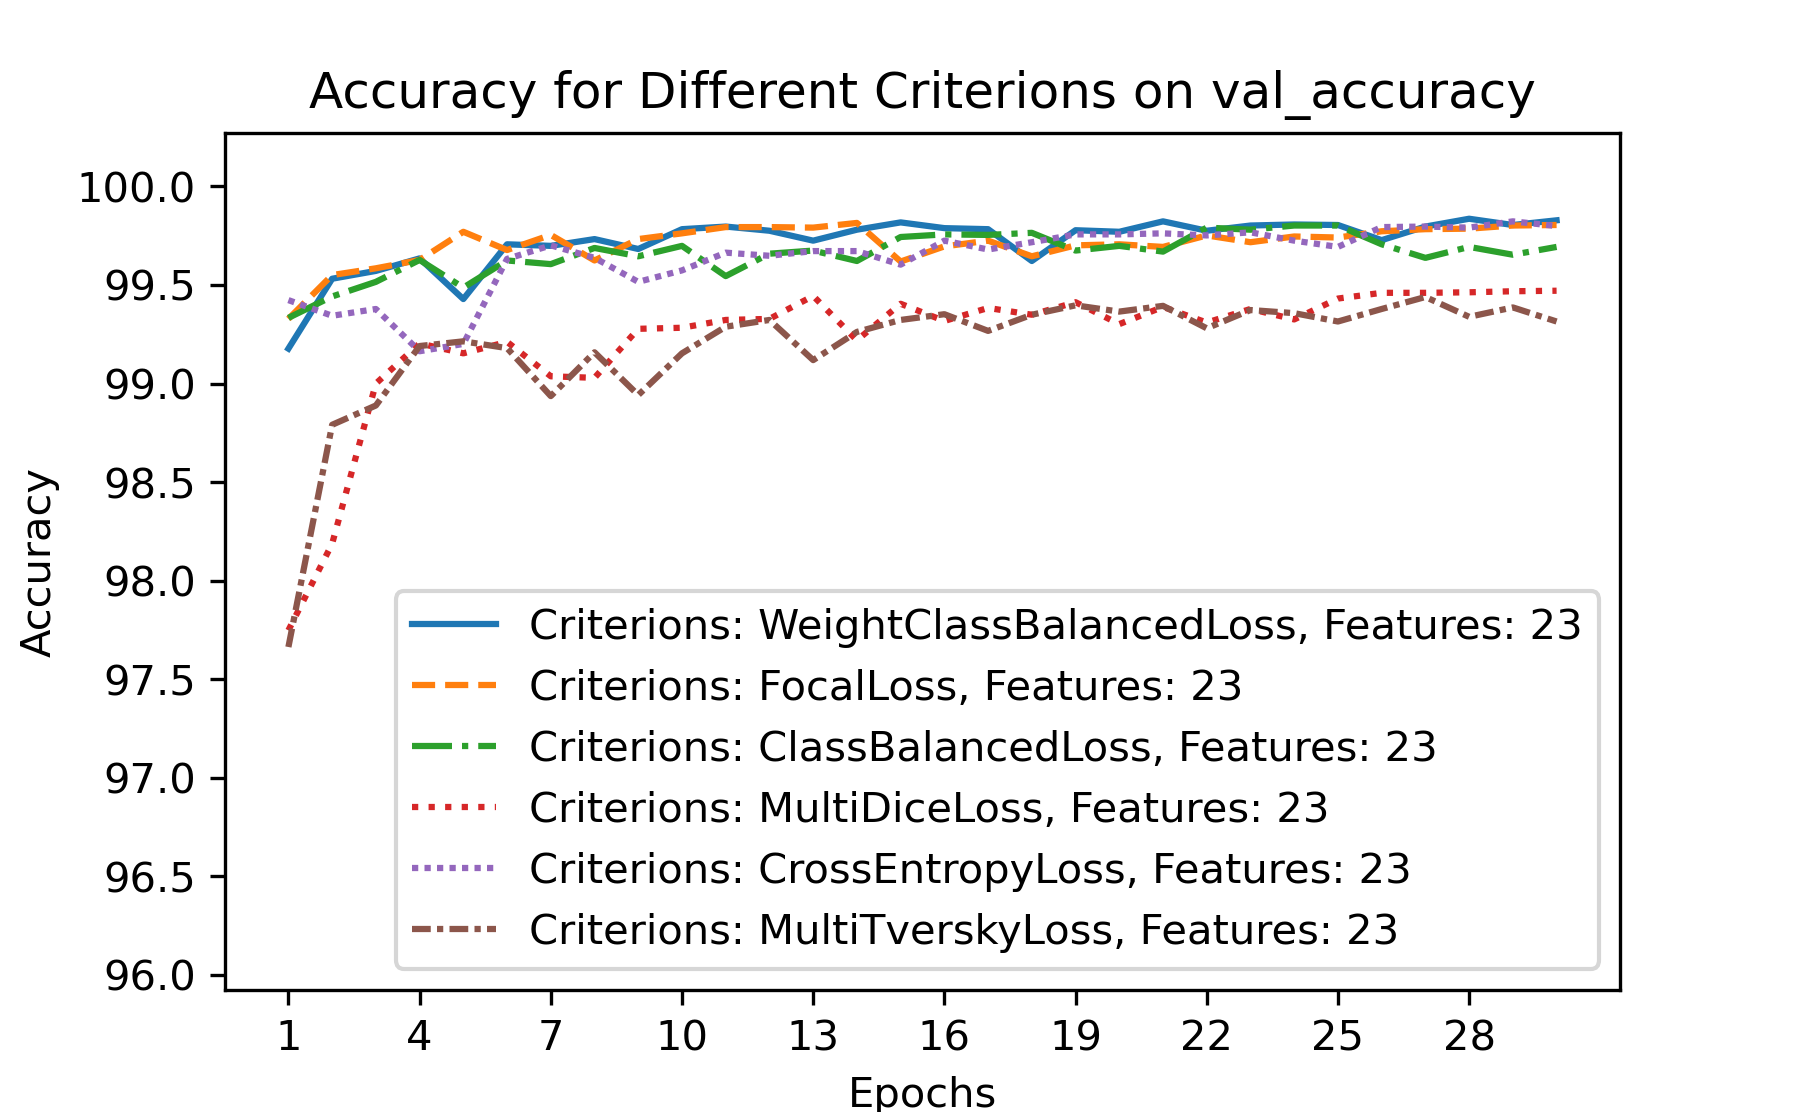 Accuracy for Different Criterions on val_accuracy
Accuracy
100.0
99.5
99.0
98.5
98.0
97.5
97.0
96.5
96.0
Criterions: WeightClassBalancedLoss, Features: 23
Criterions: FocalLoss, Features: 23
Criterions: ClassBalancedLoss, Features: 23
Criterions: MultiDiceLoss, Features: 23
Criterions: CrossEntropyLoss, Features: 23
Criterions: MultiTverskyLoss, Features: 23
1 4 7 10 13 16 19 22 25 28
Epochs